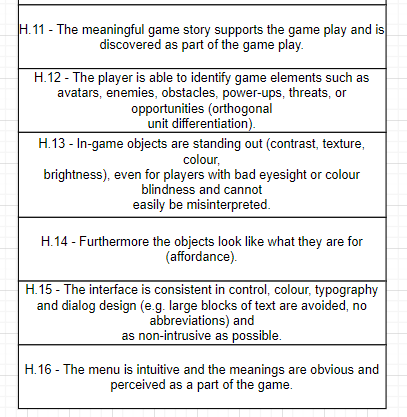 H.11 - The meaningful game story supports the game play and is
discovered as part of the game play.
H.12 - The player is able to identify game elements such as
avatars, enemies, obstacles, power-ups, threats, or
opportunities (orthogonal
unit differentiation).
H.13 - In-game objects are standing out (contrast, texture,
colour,
brightness), even for players with bad eyesight or colour
blindness and cannot
easily be misinterpreted.
H.14 - Furthermore the objects look like what they are for
(affordance).
H.15 - The interface is consistent in control, colour, typography
and dialog design (e.g. large blocks of text are avoided, no
abbreviations) and
as non-intrusive as possible.
H.16 - The menu is intuitive and the meanings are obvious and
perceived as a part of the game.